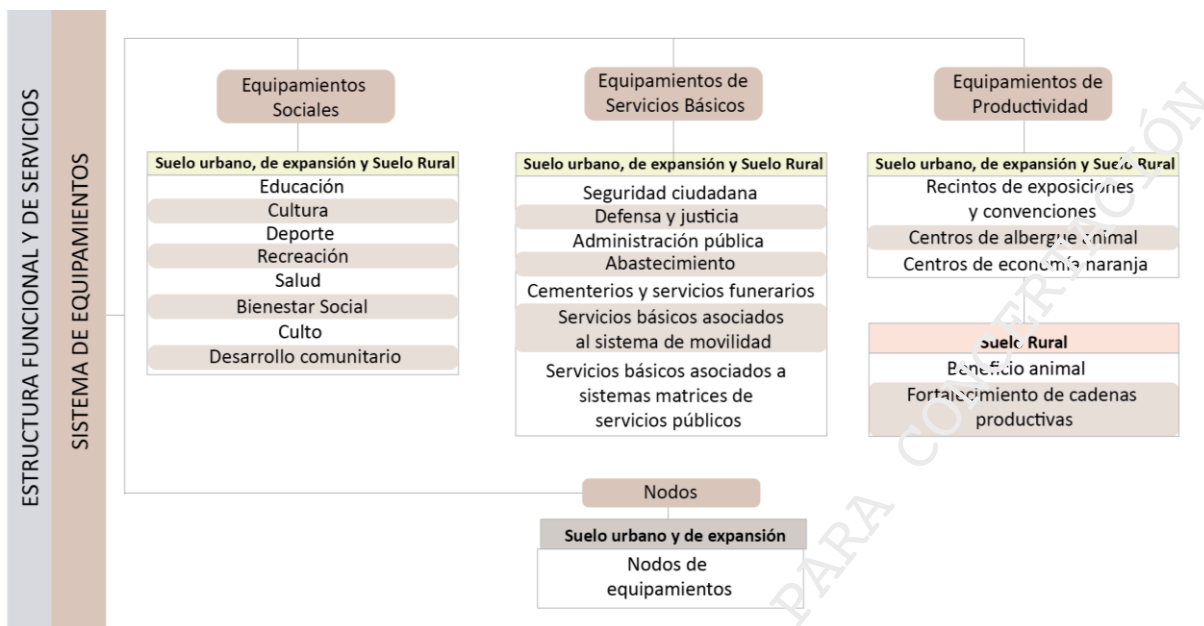 ESTRUCTURA FUNCIONAL Y DE SERVICIOS
SISTEMA DE EQUIPAMIENTOS
Equipamientos
Sociales
Suelo urbano, de expansión y Suelo Rural
Educación
Cultura
Deporte
Recreación
Salud
Bienestar Social
Culto
Desarrollo comunitario
Equipamientos de
Servicios Básicos
Suelo urbano, de expansión y Suelo Rural
Seguridad ciudadana
Defensa y justicia
Administración pública
Abastecimiento
Cementerios y servicios funerarios
Servicios básicos asociados
al sistema de movilidad
Servicios básicos asociados a
sistemas matrices de
servicios públicos
Equipamientos de
Productividad
Suelo urbano, de expansión y Suelo Rural
Recintos de exposiciones
y convenciones
Centros de albergue animal
Centros de economía naranja
Suelo Rural
Beneficio animal
Fortalecimiento de cadenas
productivas
Nodos
Suelo urbano y de expansión
Nodos de
equipamientos
PARA CONCERTACIÓN